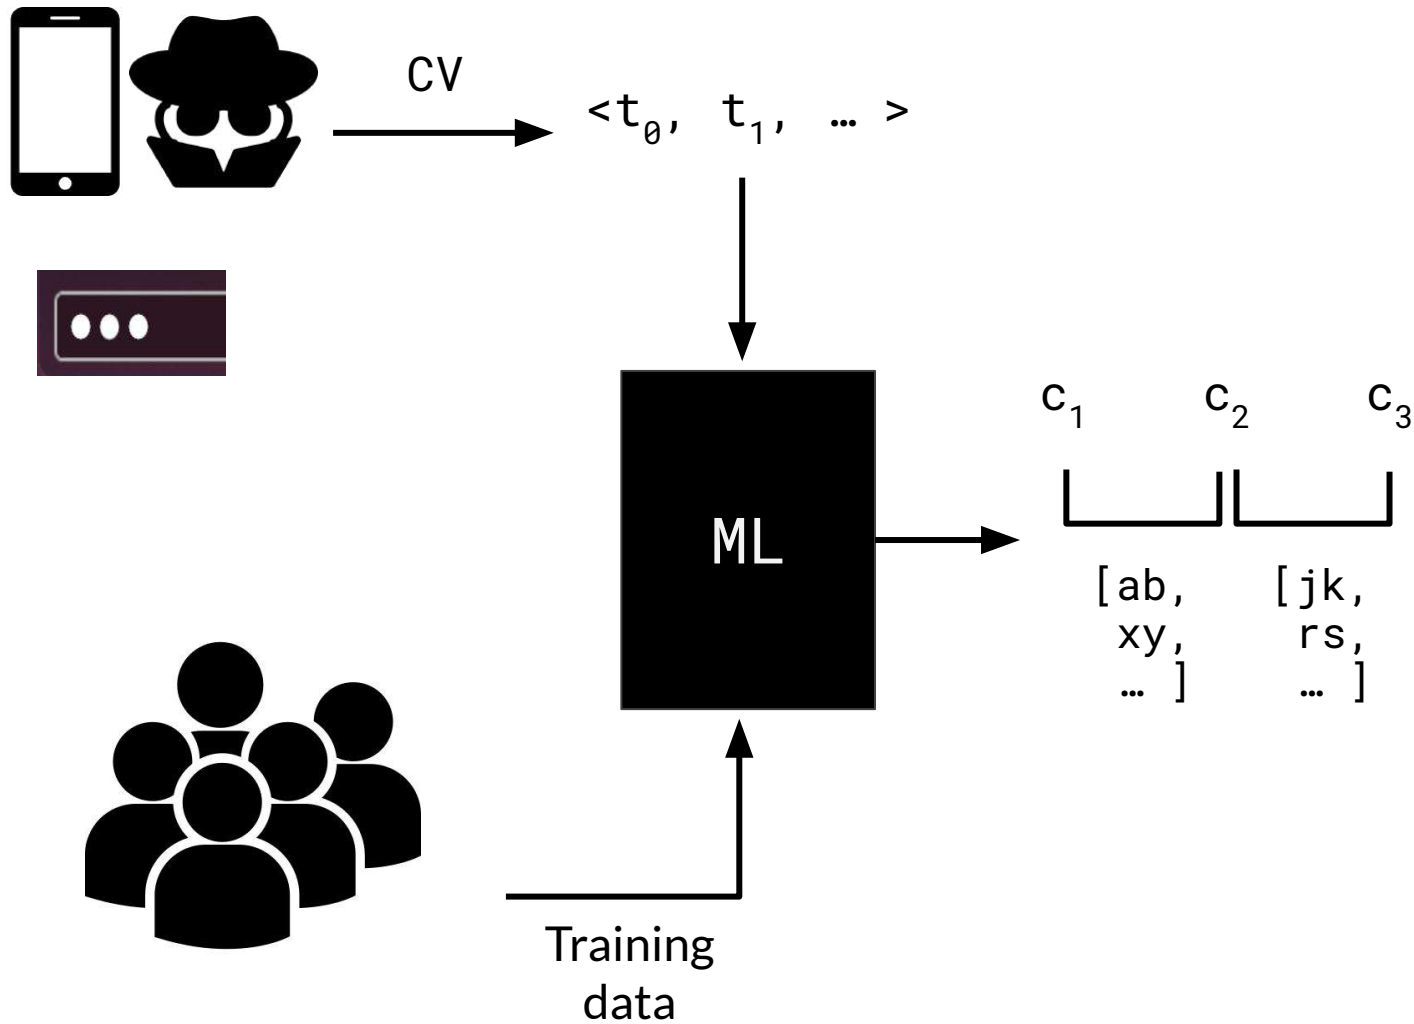 CV
<t0, t1, … >
ML
c1 c2 c3
[ab, [jk,
xy, rs,
… ] … ]
Training
data